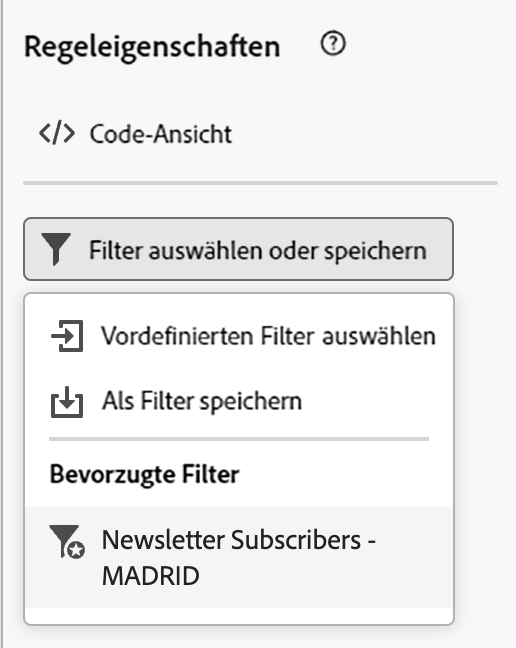 Regeleigenschaften
Code-Ansicht
Filter auswählen oder speichern
Vordefinierten Filter auswählen
Als Filter speichern
Bevorzugte Filter
Newsletter Subscribers -
MADRID